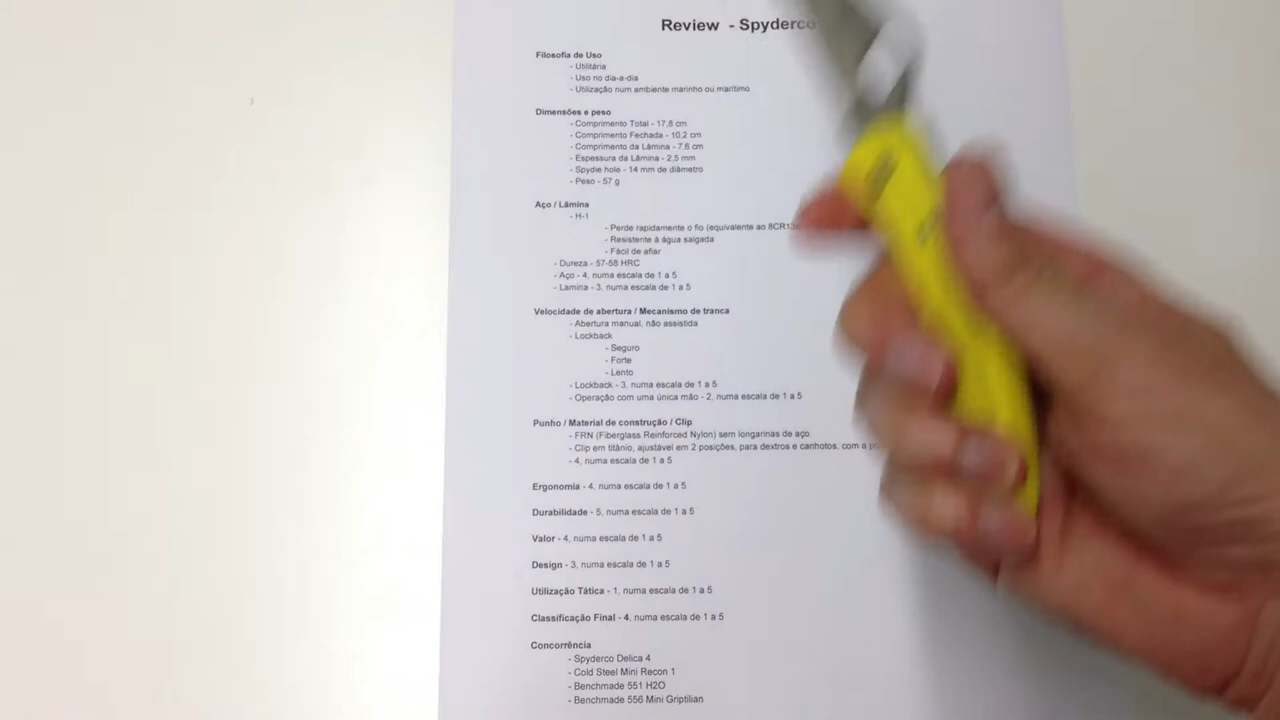 Review - Spyderco
Filosofia de Uso
- Utilitária
- Uso no dia-a-dia
- Utilização num ambiente marinho ou marítimo
Dimensões e peso
- Comprimento Total - 17,8 cm
- Comprimento Fechada - 10,2 cm
- Comprimento da Lâmina - 7,6 cm
- Espessura da Lâmina - 2,5 mm
- Spydie hole - 14 mm de diâmetro
- Peso - 57 g
Aço / Lâmina
- H-1
- Perde rapidamente o fio (equivalente ao
- Resistente à água salgada
- Fácil de afiar
- Dureza - 57-58 HRC
- Aço - 4, numa escala de 1 a 5
- Lamina - 3, numa escala de 1 a 5
Velocidade de abertura / Mecanismo de tranca
- Abertura manual, não assistida
- Lockback
- Seguro
- Forte
- Lento
- Lockback - 3, numa escala de 1 a 5
- Operação com uma única mão - 2, numa escala de 1 a 5
Punho / Material de construção / Clip
- FRN (Fiberglass Reinforced Nylon) sem longarinas de aço
- Clip em titânio, ajustável em 2 posições, para dextros e canhotos, com a
- 4, numa escala de 1 a 5
Ergonomia - 4, numa escala de 1 a 5
Durabilidade - 5, numa escala de 1 a 5
Valor - 4, numa escala de 1 a 5
Design - 3, numa escala de 1 a 5
Utilização Tática - 1, numa escala de 1 a 5
Classificação Final - 4, numa escala de 1 a 5
Concorrência
- Spyderco Delica 4
- Cold Steel Mini Recon 1
- Benchmade 551 H2O
- Benchmade 556 Mini Griptilian